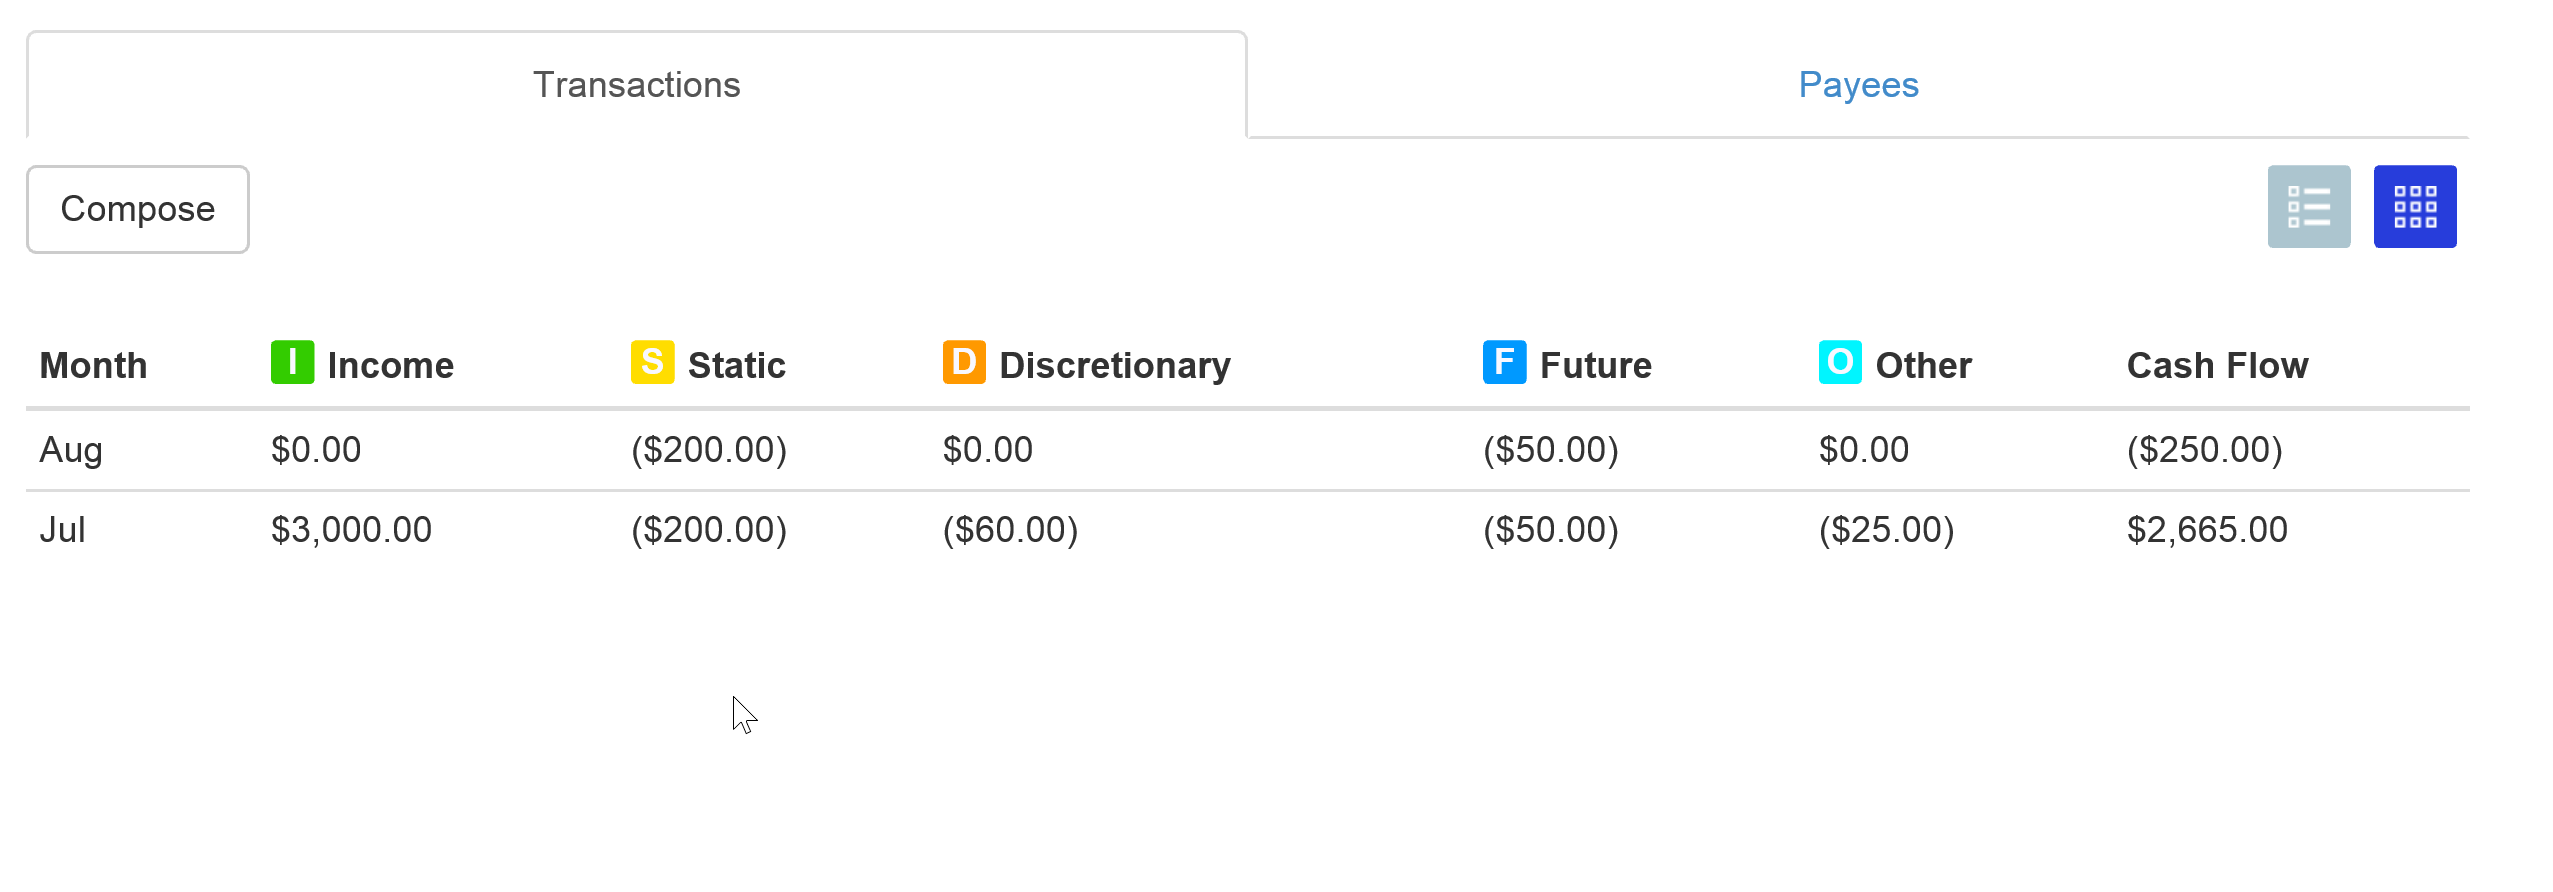 Transactions Payees
Compose
Month I Income S Static D Discretionary F Future O Other Cash Flow
Aug $0.00 ($200.00) $0.00 ($50.00) $0.00 ($250.00)
Jul $3,000.00 ($200.00) ($60.00) ($50.00) ($25.00) $2,665.00